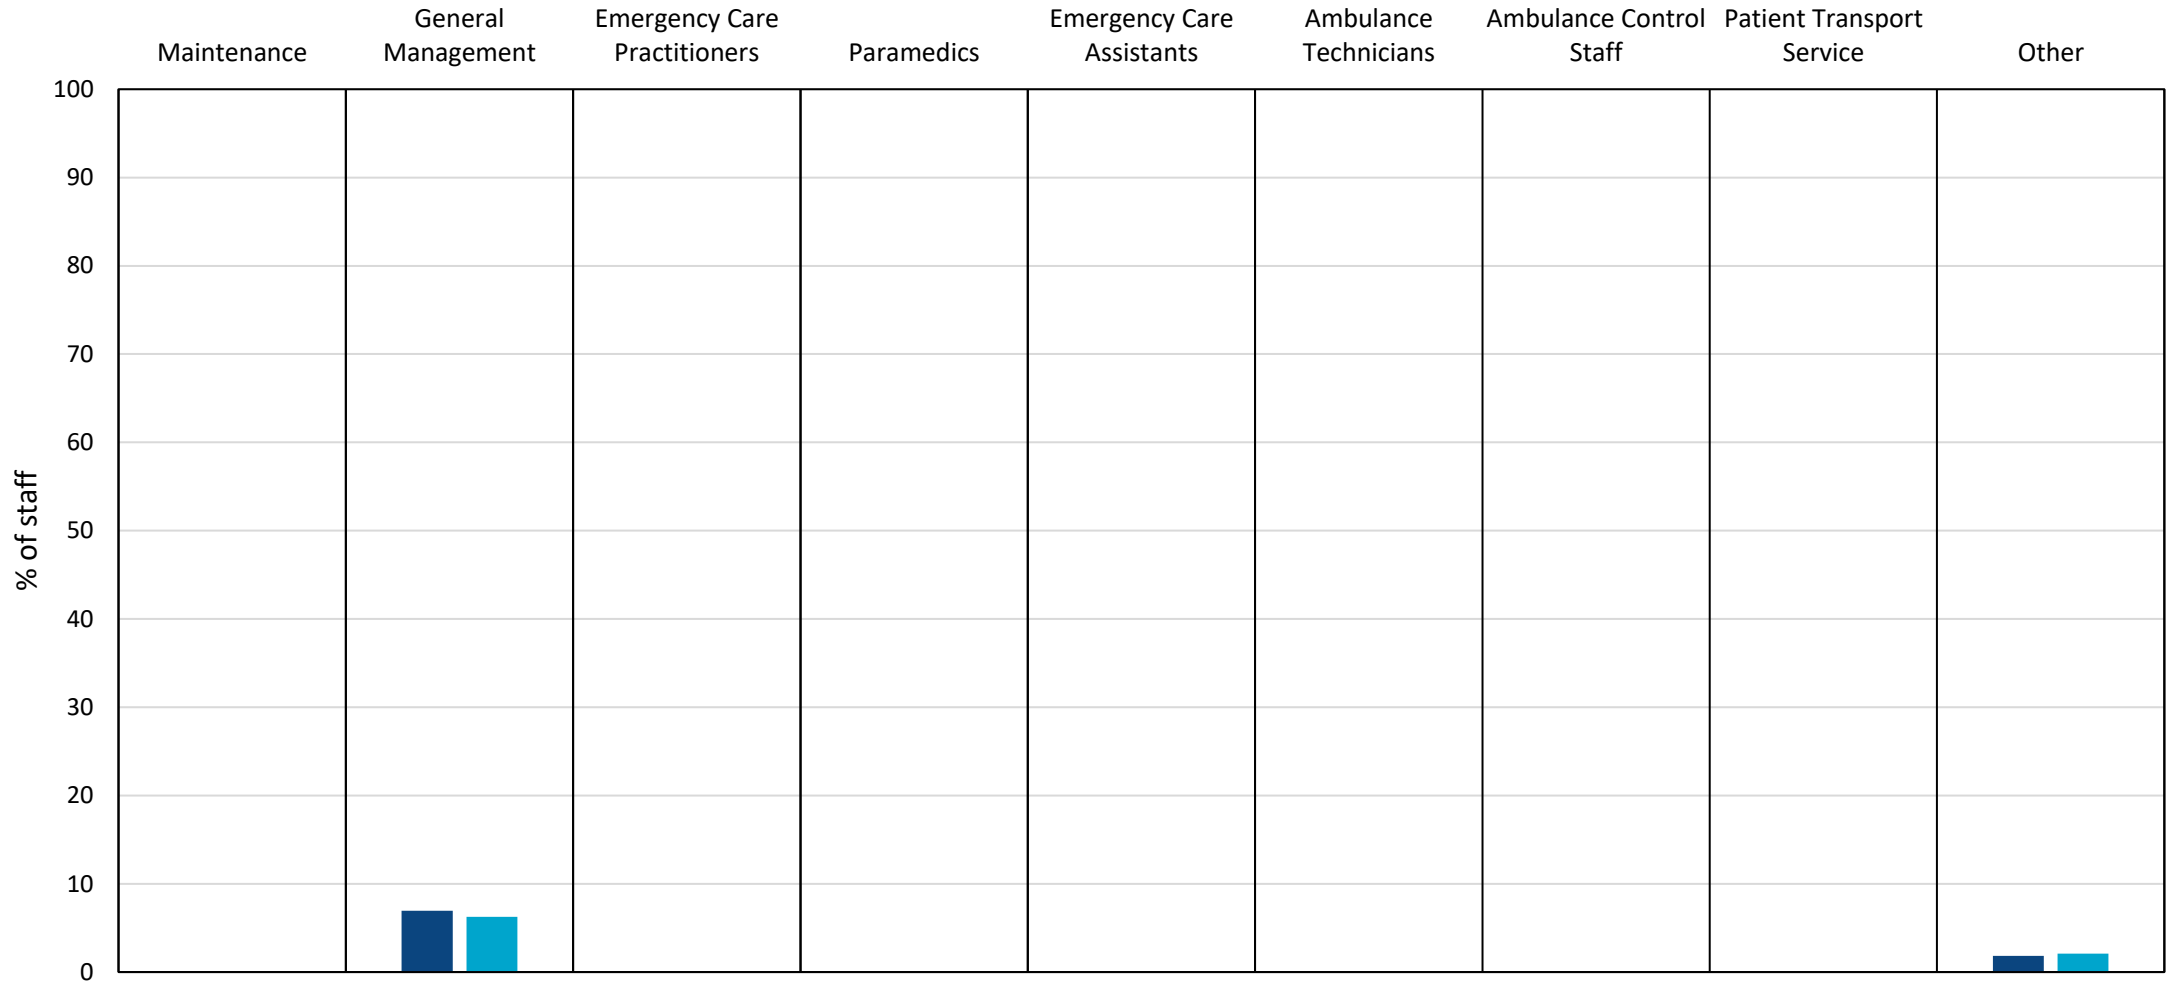 Maintenance
General
Management
Emergency Care
Practitioners
Paramedics
Emergency Care
Assistants
Ambulance
Technicians
Ambulance Control
Staff
Patient Transport
Service
Other
% of staff
100
90
80
70
60
50
40
30
20
10
0